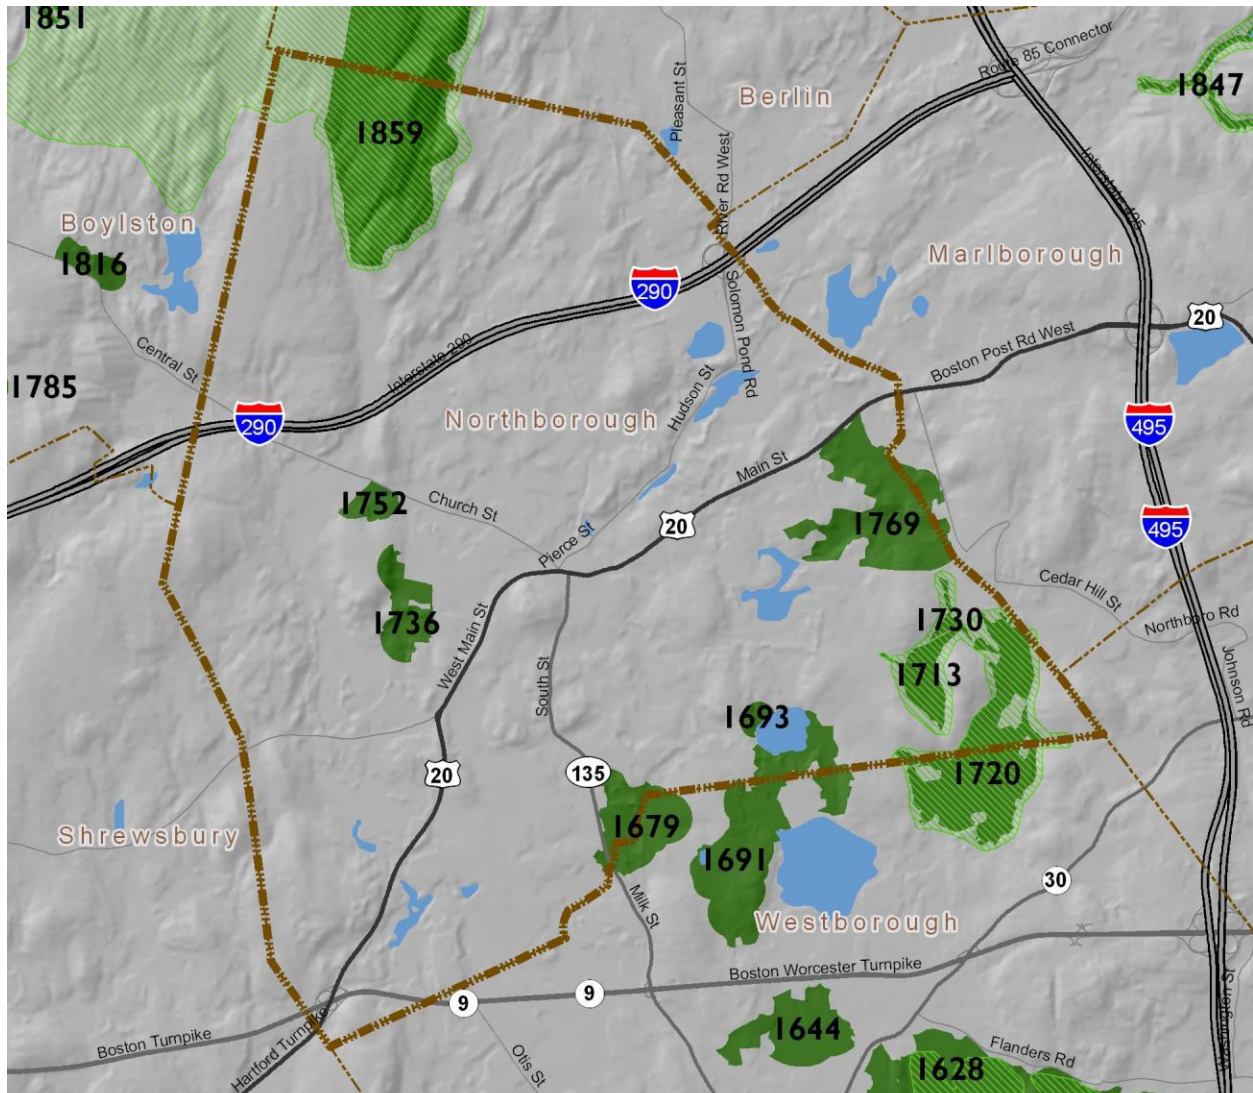 1851
Route 85 Connector
1847
Berlin
Pleasant St
1859
River Rd West
Interstate 495
Boylston
Marlborough
1816
290
Solomon Pond Rd
20
Boston Post Rd West
Central St
Interstate 290
1785
Hudson St
290
Northborough
495
Main St
1752
Church St
1769
20
495
Pierce St
Cedar Hill St
1736
1730
Northboro Rd
West Main St
South St
1713
Johnson Rd
1693
20
135
1720
Shrewsbury
1679
1691
30
Milk St
Westborough
Boston Worcester Turnpike
9
9
Washington St
Boston Turnpike
Hartford Turnpike
1644
Otis St
Flanders Rd
1628